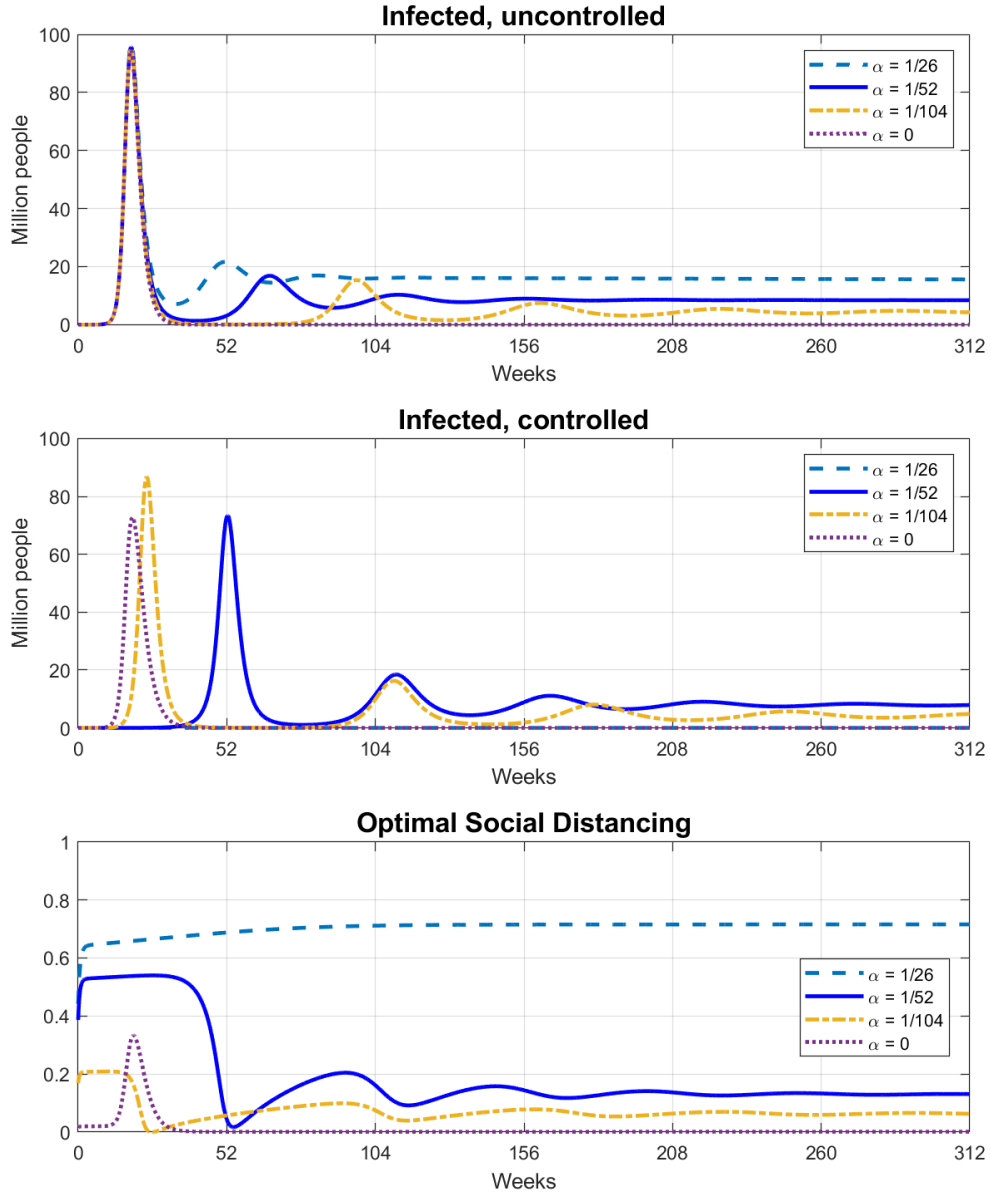 Infected, uncontrolled
Million people
100
80
60
40
20
0
α = 1/26
α = 1/52
α = 1/104
α = 0
0 52 104 156 208 260 312
Weeks
Infected, controlled
Million people
100
80
60
40
20
0
α = 1/26
α = 1/52
α = 1/104
α = 0
0 52 104 156 208 260 312
Weeks
Optimal Social Distancing
1
0.8
0.6
0.4
0.2
0
α = 1/26
α = 1/52
α = 1/104
α = 0
0 52 104 156 208 260 312
Weeks